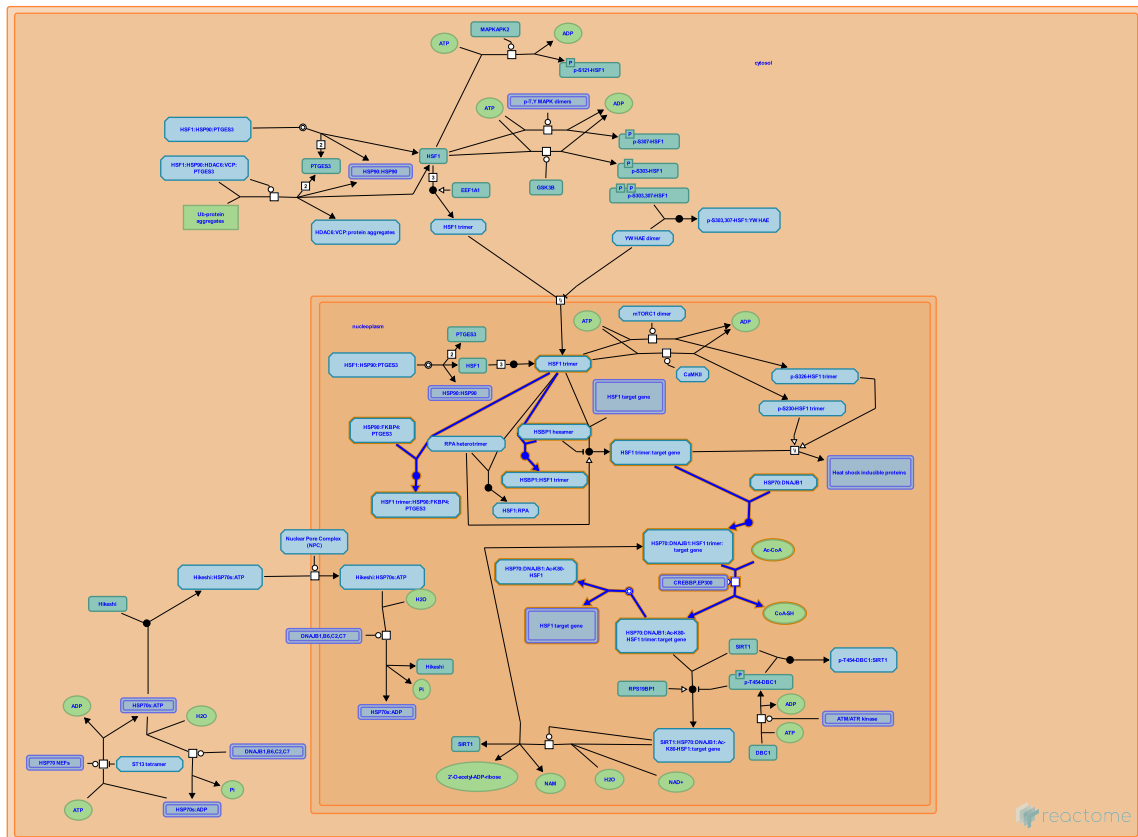 MAPKAPK2
ATP
ADP
P
p-S121-HSF1
cytosol
p-T,Y MAPK dimers
ATP
ADP
HSF1:HSP90:PTGES3
P
p-S307-HSF1
2
HSF1
HSF1:HSP90:HDAC6:VCP:
PTGES3
PTGES3
HSP90:HSP90
P
p-S303-HSF1
3
2
EEF1A1
GSK3B
P P
p-S303,307-HSF1
Ub-protein
aggregates
HDAC6:VCP:protein aggregates
HSF1 trimer
p-S303,307-HSF1:YWHAE
YWHAE dimer
nucleoplasm
mTORC1 dimer
ATP
ADP
PTGES3
2
HSF1:HSP90:PTGES3
HSF1
3
HSF1 trimer
CaMKII
p-S326-HSF1 trimer
HSP90:HSP90
HSF1 target gene
p-S230-HSF1 trimer
HSP90:FKBP4:
PTGES3
RPA heterotrimer
HSBP1 hexamer
HSF1 trimer:target gene
Heat shock inducible proteins
HSBP1:HSF1 trimer
HSP70:DNAJB1
HSF1 trimer:HSP90:FKBP4:
PTGES3
HSF1:RPA
Nuclear Pore Complex
(NPC)
HSP70:DNAJB1:HSF1 trimer:
target gene
Ac-CoA
Hikeshi:HSP70s:ATP
Hikeshi:HSP70s:ATP
HSP70:DNAJB1:Ac-K80-
HSF1
CREBBP,EP300
Hikeshi
H2O
CoA-SH
HSF1 target gene
HSP70:DNAJB1:Ac-K80-
HSF1 trimer:target gene
DNAJB1,B6,C2,C7
SIRT1
p-T454-DBC1:SIRT1
Hikeshi
P
p-T454-DBC1
RPS19BP1
Pi
HSP70s:ATP
ADP
HSP70s:ADP
ADP
H2O
ATM/ATR kinase
ATP
SIRT1
SIRT1:HSP70:DNAJB1:Ac-
K80-HSF1:target gene
DBC1
DNAJB1,B6,C2,C7
HSP70 NEFs
ST13 tetramer
2'-O-acetyl-ADP-ribose
NAM
H2O
NAD+
Pi
ATP
HSP70s:ADP
reactome